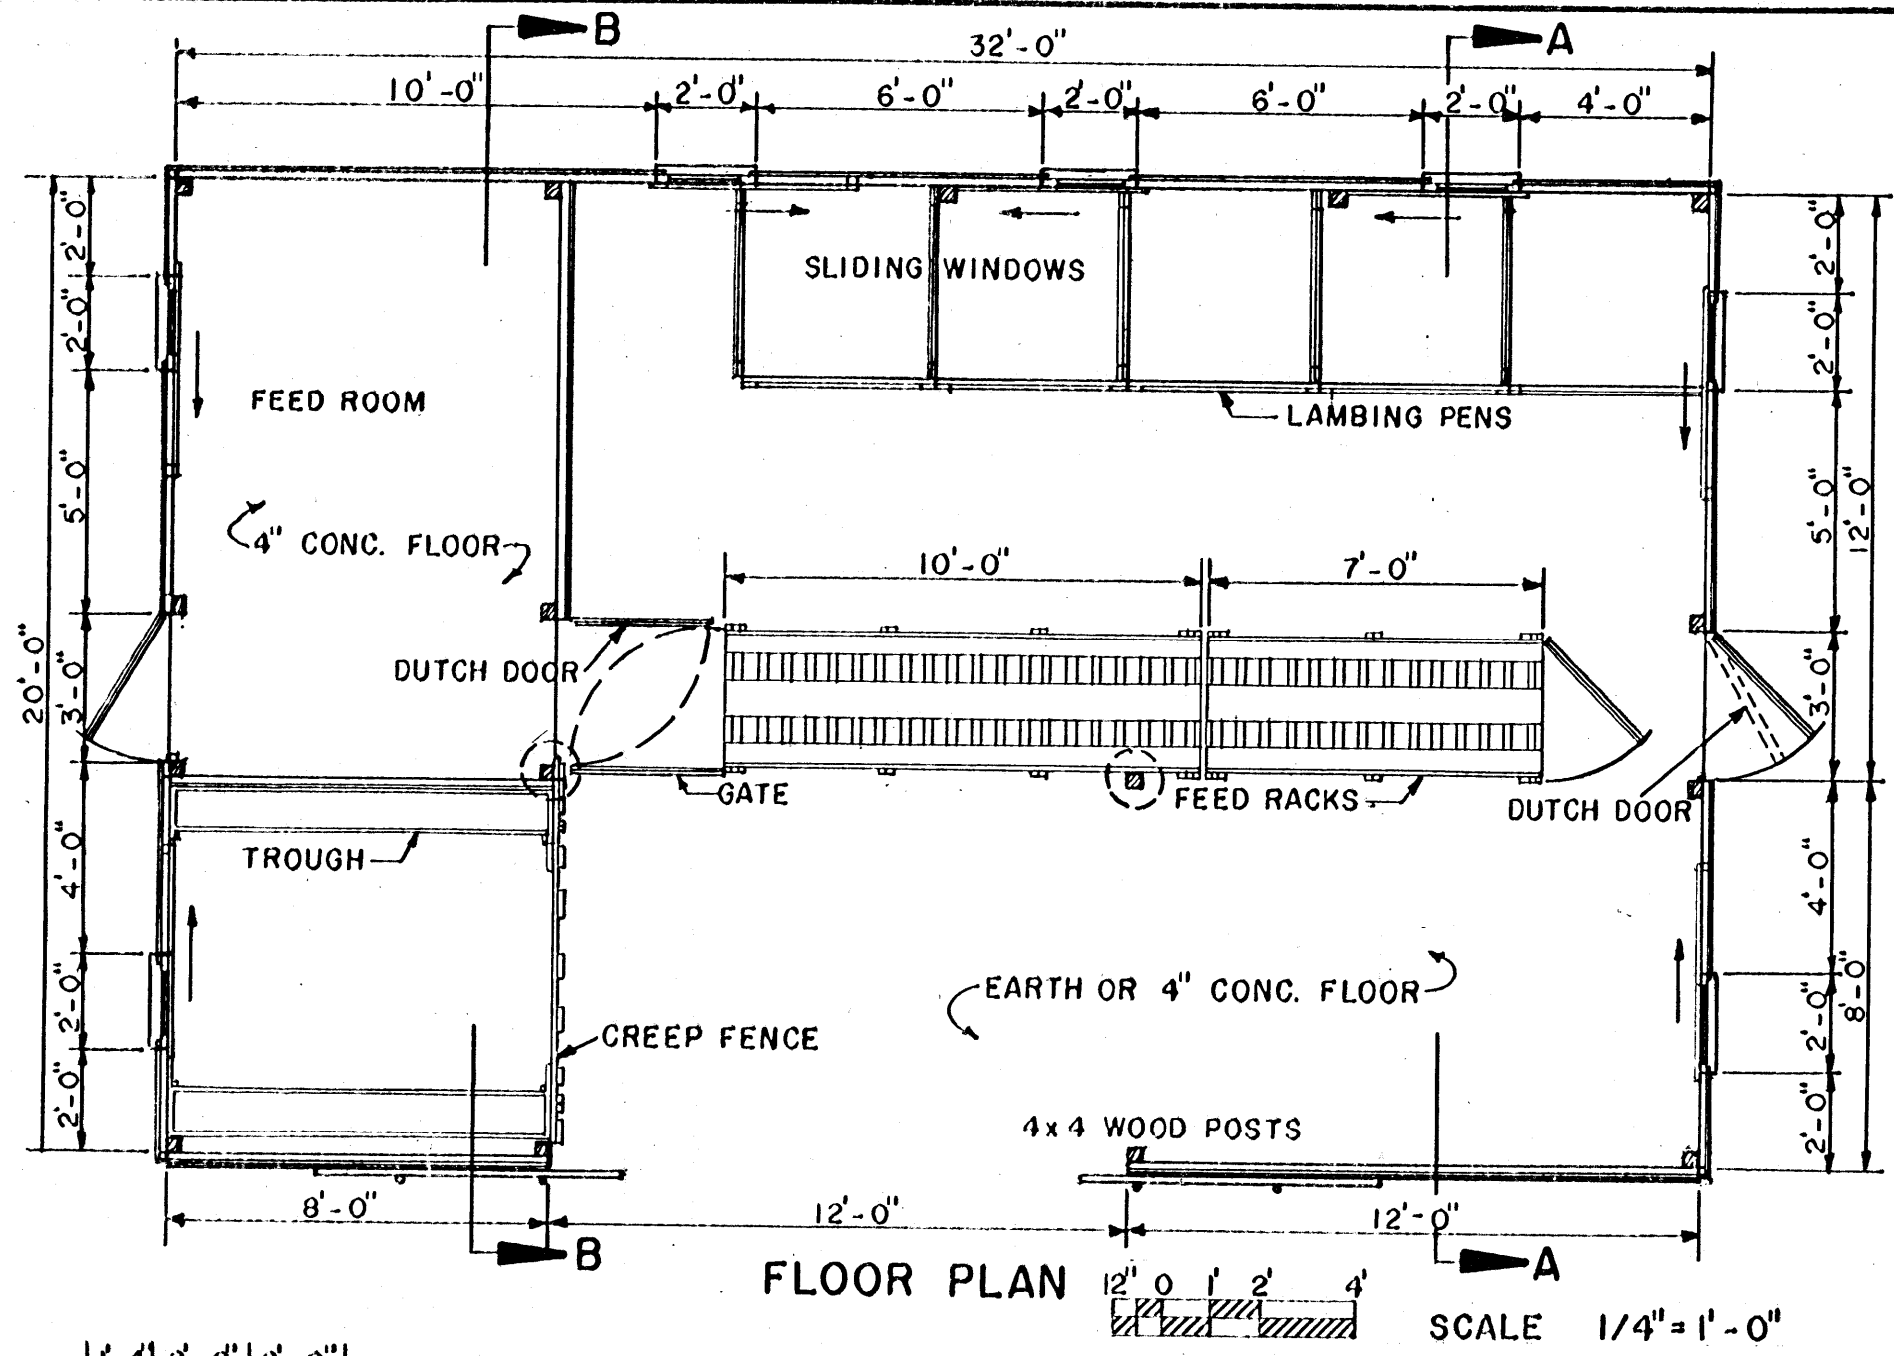 B
A
32'-0"
10'-0"
2'-0"
6'-0"
2'-0"
6'-0"
2'-0"
4'-0"
2'-0"
2'-0"
5'-0"
3'-0"
4'-0"
2'-0"
2'-0"
20'-0"
SLIDING WINDOWS
FEED ROOM
LAMBING PENS
4" CONC. FLOOR
10'-0"
7'-0"
DUTCH DOOR
GATE
FEED RACKS
DUTCH DOOR
TROUGH
EARTH OR 4" CONC. FLOOR
CREEP FENCE
4x4 WOOD POSTS
2'-0"
2'-0"
5'-0"
12'-0"
3'-0"
4'-0"
2'-0"
8'-0"
2'-0"
8'-0"
12'-0"
12'-0"
B
A
FLOOR PLAN
12" 0 1' 2' 4'
SCALE 1/4"=1'-0"